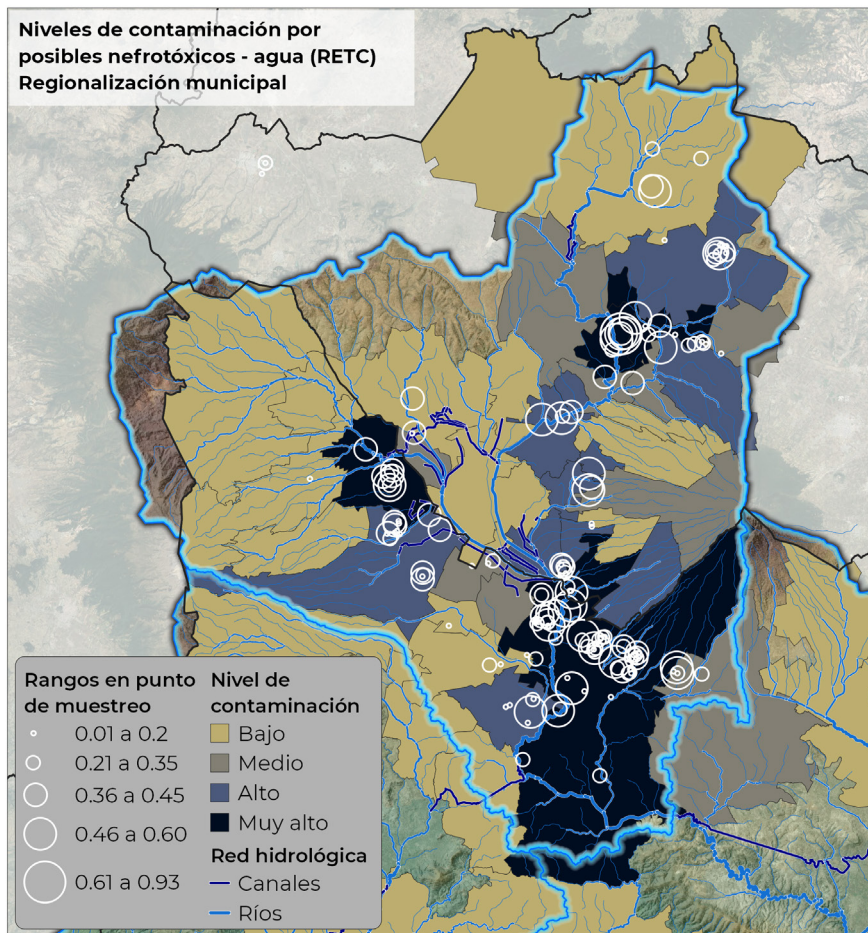 Niveles de contaminación por
posibles nefrotóxicos - agua (RETC)
Regionalización municipal
Rangos en punto
de muestreo
0.01 a 0.2
0.21 a 0.35
0.36 a 0.45
0.46 a 0.60
0.61 a 0.93
Nivel de
contaminación
Bajo
Medio
Alto
Muy alto
Red hidrológica
Canales
Ríos